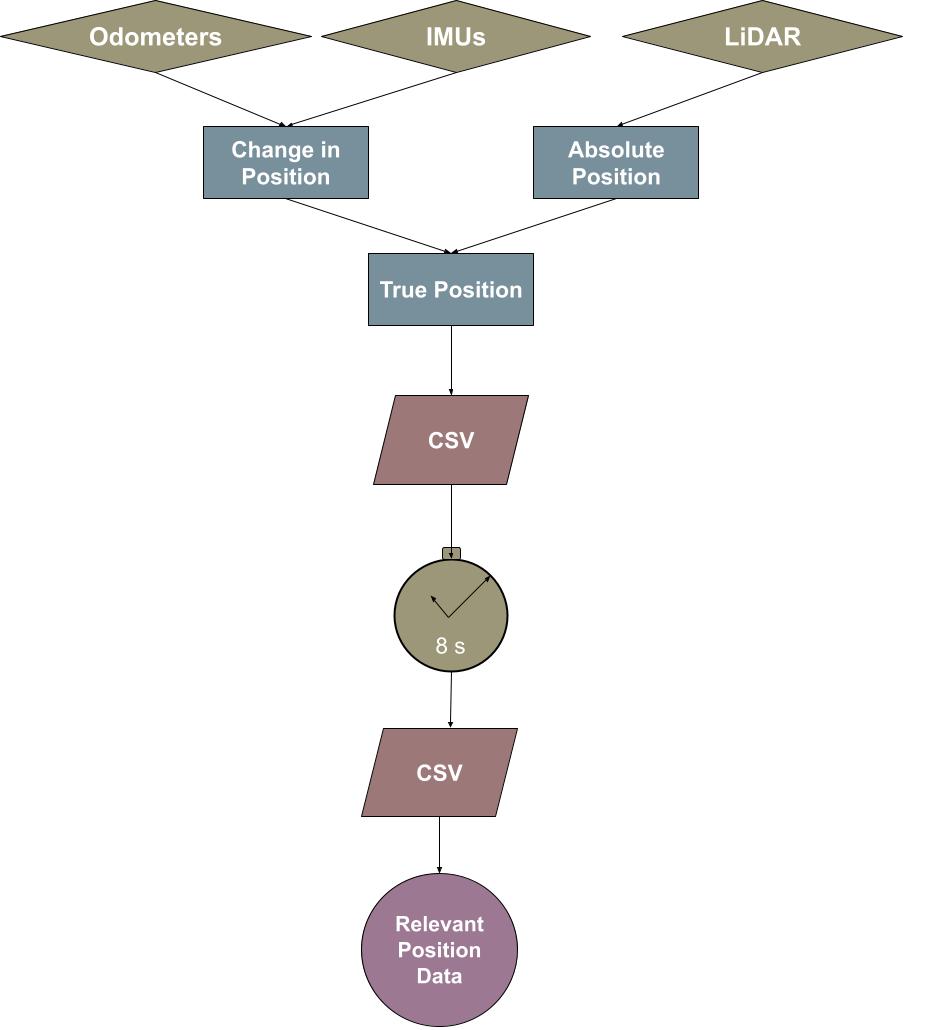 Odometers
IMUs
LiDAR
Change in
Position
Absolute
Position
True Position
CSV
8 s
CSV
Relevant
Position
Data